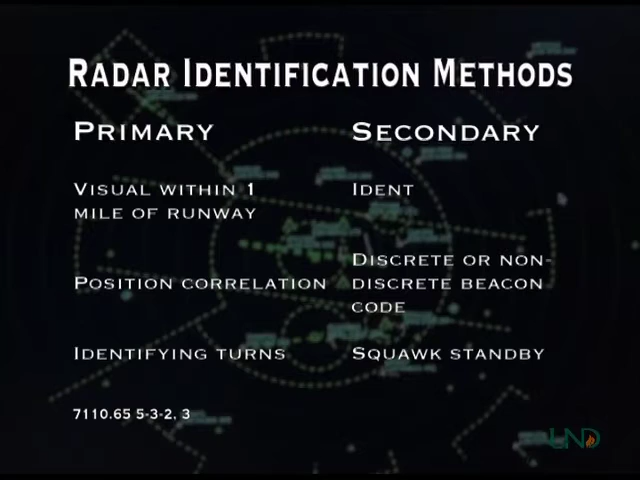 RADAR IDENTIFICATION METHODS
PRIMARY
SECONDARY
VISUAL WITHIN 1
MILE OF RUNWAY
IDENT
POSITION CORRELATION
DISCRETE OR NON-
DISCRETE BEACON
CODE
IDENTIFYING TURNS
SQUAWK STANDBY
7110.65 5-3-2, 3
UND